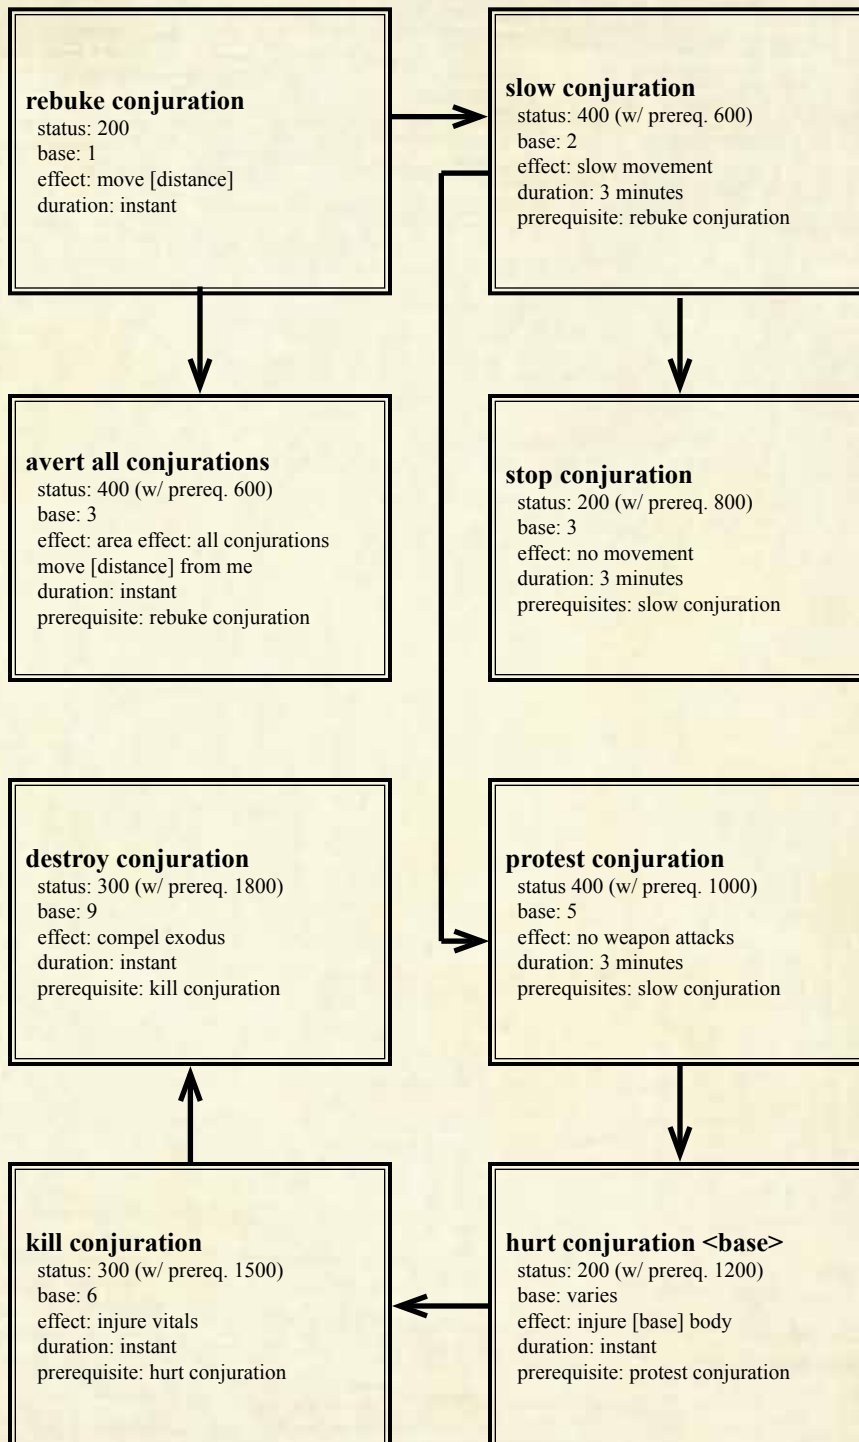 rebuke conjuration
status: 200
base: 1
effect: move [distance]
duration: instant
slow conjuration
status: 400 (w/ prereq. 600)
base: 2
effect: slow movement
duration: 3 minutes
prerequisite: rebuke conjuration
avert all conjurations
status: 400 (w/ prereq. 600)
base: 3
effect: area effect: all conjurations
move [distance] from me
duration: instant
prerequisite: rebuke conjuration
stop conjuration
status: 200 (w/ prereq. 800)
base: 3
effect: no movement
duration: 3 minutes
prerequisites: slow conjuration
destroy conjuration
status: 300 (w/ prereq. 1800)
base: 9
effect: compel exodus
duration: instant
prerequisite: kill conjuration
protest conjuration
status 400 (w/ prereq. 1000)
base: 5
effect: no weapon attacks
duration: 3 minutes
prerequisites: slow conjuration
kill conjuration
status: 300 (w/ prereq. 1500)
base: 6
effect: injure vitals
duration: instant
prerequisite: hurt conjuration
hurt conjuration <base>
status: 200 (w/ prereq. 1200)
base: varies
effect: injure [base] body
duration: instant
prerequisite: protest conjuration